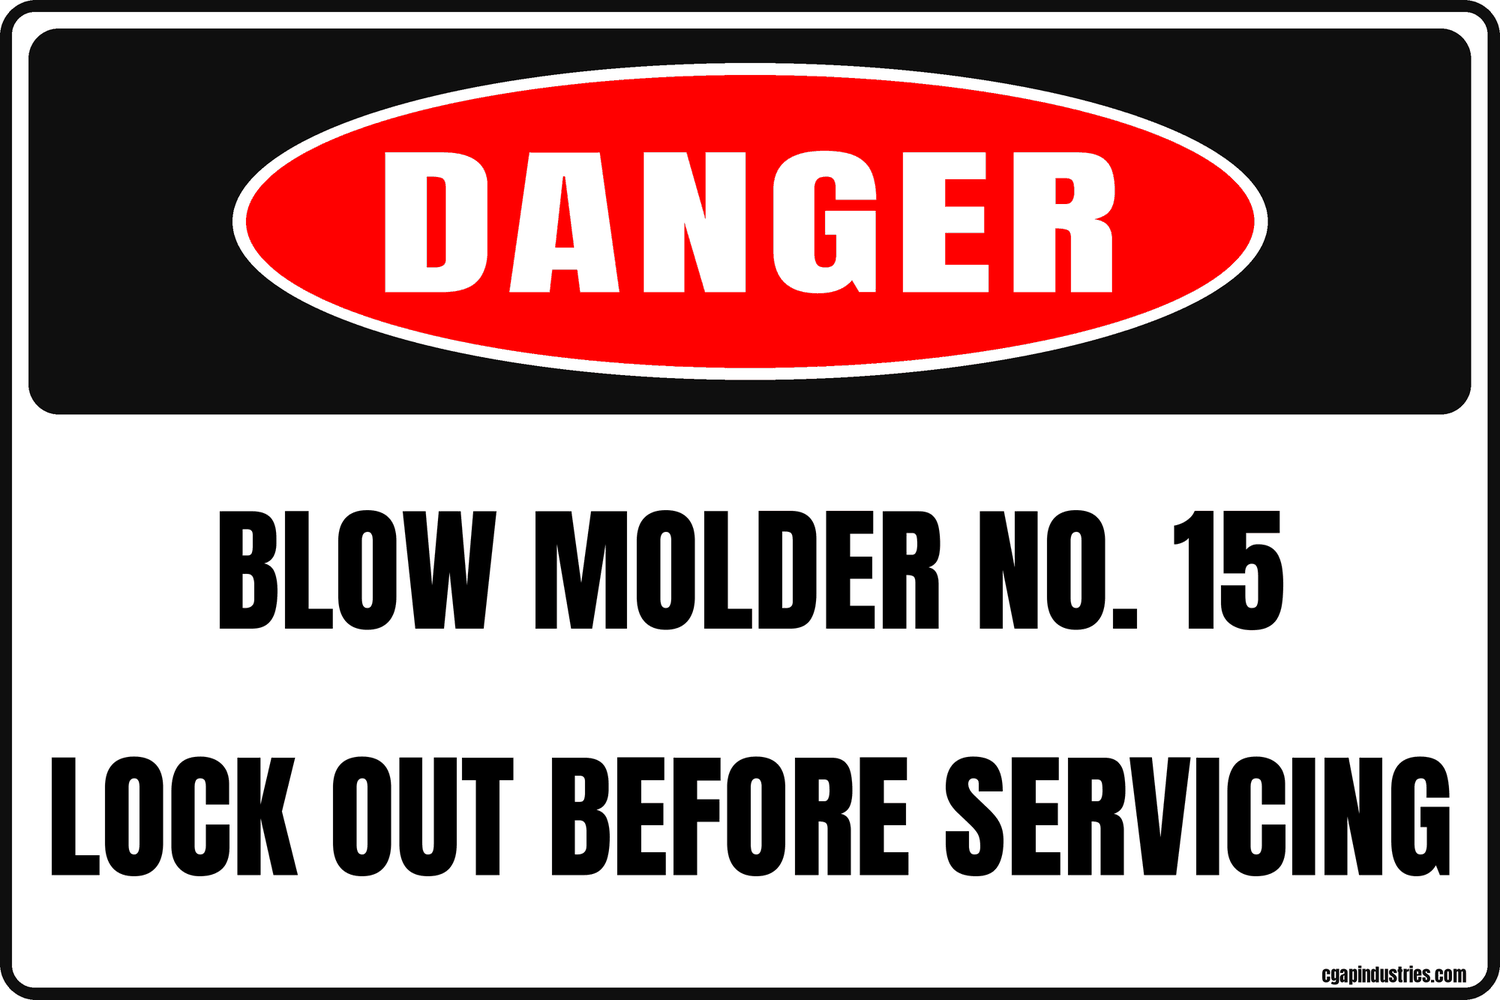 DANGER
BLOW MOLDER NO. 15
LOCK OUT BEFORE SERVICING
cgapindustries.com